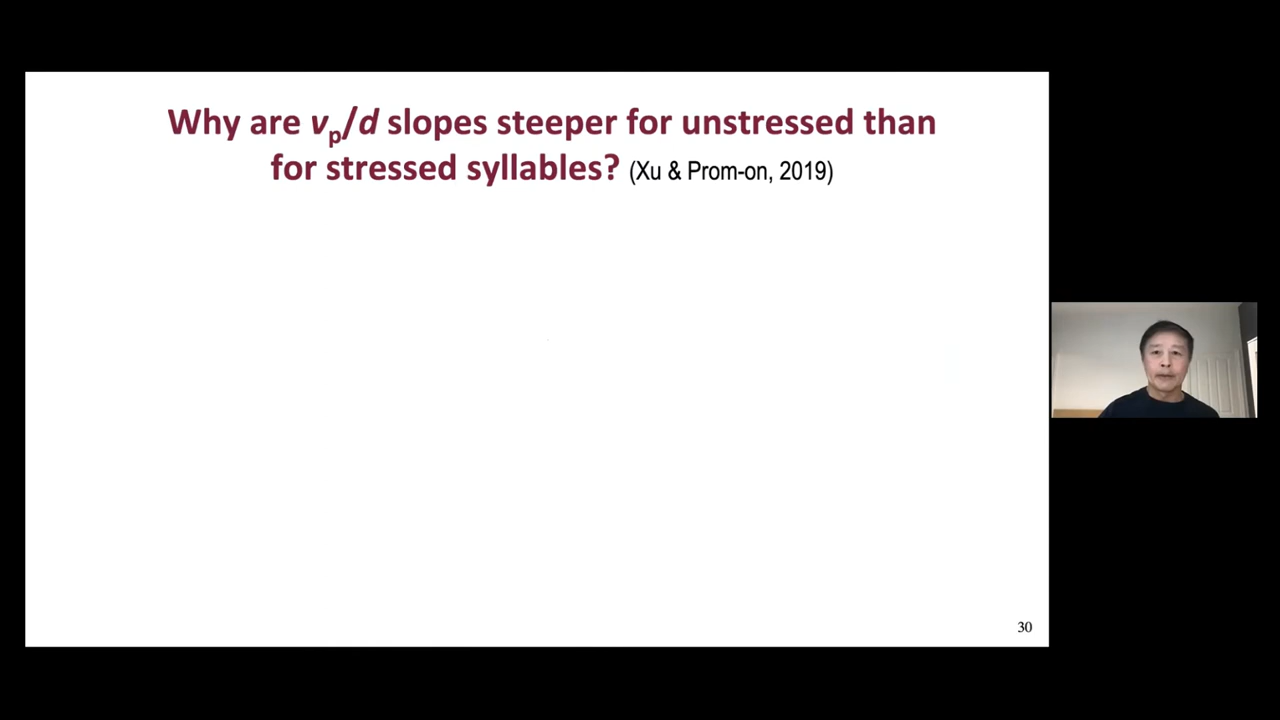 Why are vp/d slopes steeper for unstressed than
for stressed syllables? (Xu & Prom-on, 2019)
30